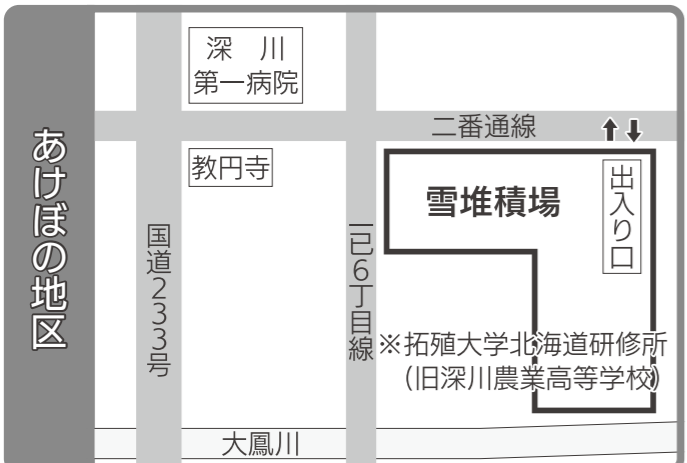 あけぼの地区
深　川
第一病院
二番通線
教円寺
出入り口
雪堆積場
国道233号
一已6丁目線
※拓殖大学北海道研修所
(旧深川農業高等学校)
大鳳川